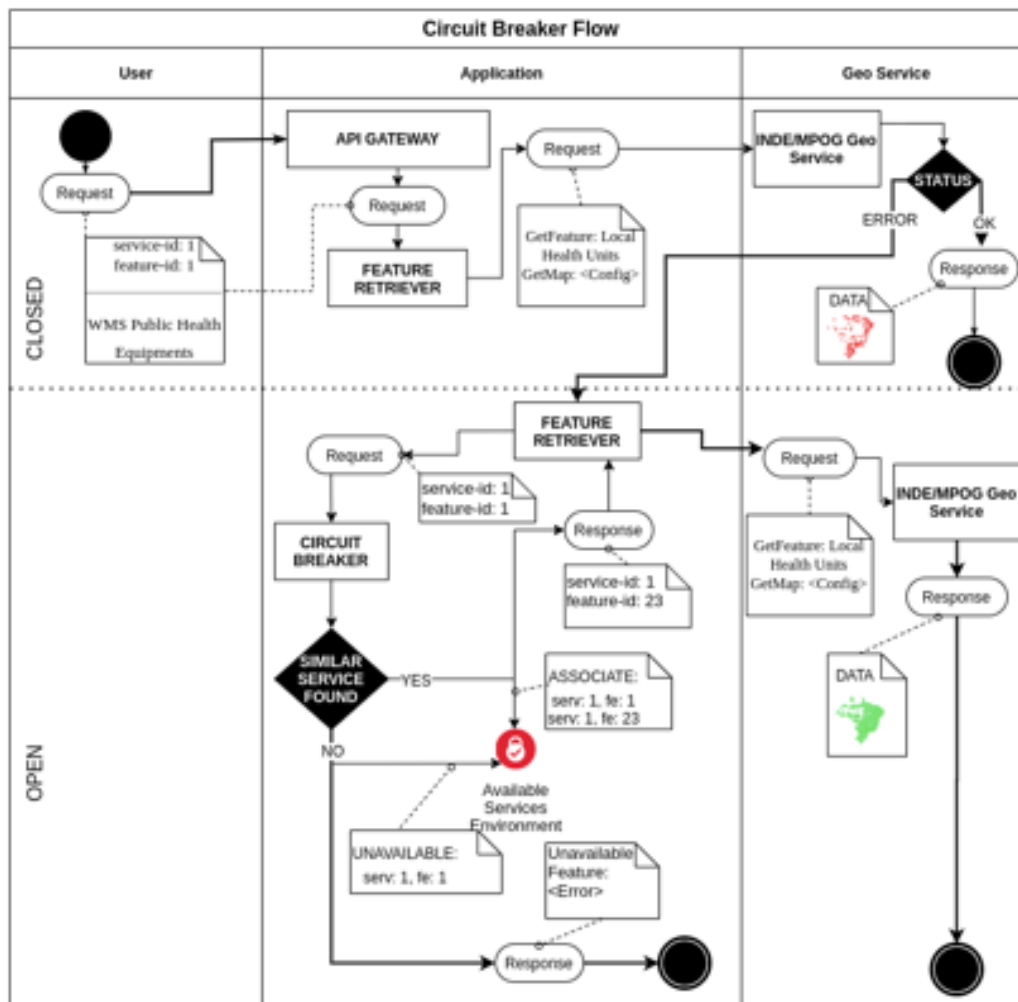 Circuit Breaker Flow
User
Application
Geo Service
CLOSED
Request
service-id: 1
feature-id: 1
WMS Public Health
Equipments
API GATEWAY
Request
FEATURE
RETRIEVER
Request
GetFeature: Local
Health Units
GetMap: <Config>
INDE/MPOG Geo
Service
STATUS
ERROR
OK
Response
DATA
OPEN
FEATURE
RETRIEVER
Request
service-id: 1
feature-id: 1
CIRCUIT
BREAKER
Response
service-id: 1
feature-id: 23
SIMILAR
SERVICE
FOUND
YES
NO
ASSOCIATE:
serv: 1, fe: 1
serv: 1, fe: 23
Available
Services
Environment
UNAVAILABLE:
serv: 1, fe: 1
Unavailable
Feature:
<Error>
Response
Request
INDE/MPOG Geo
Service
GetFeature: Local
Health Units
GetMap: <Config>
Response
DATA